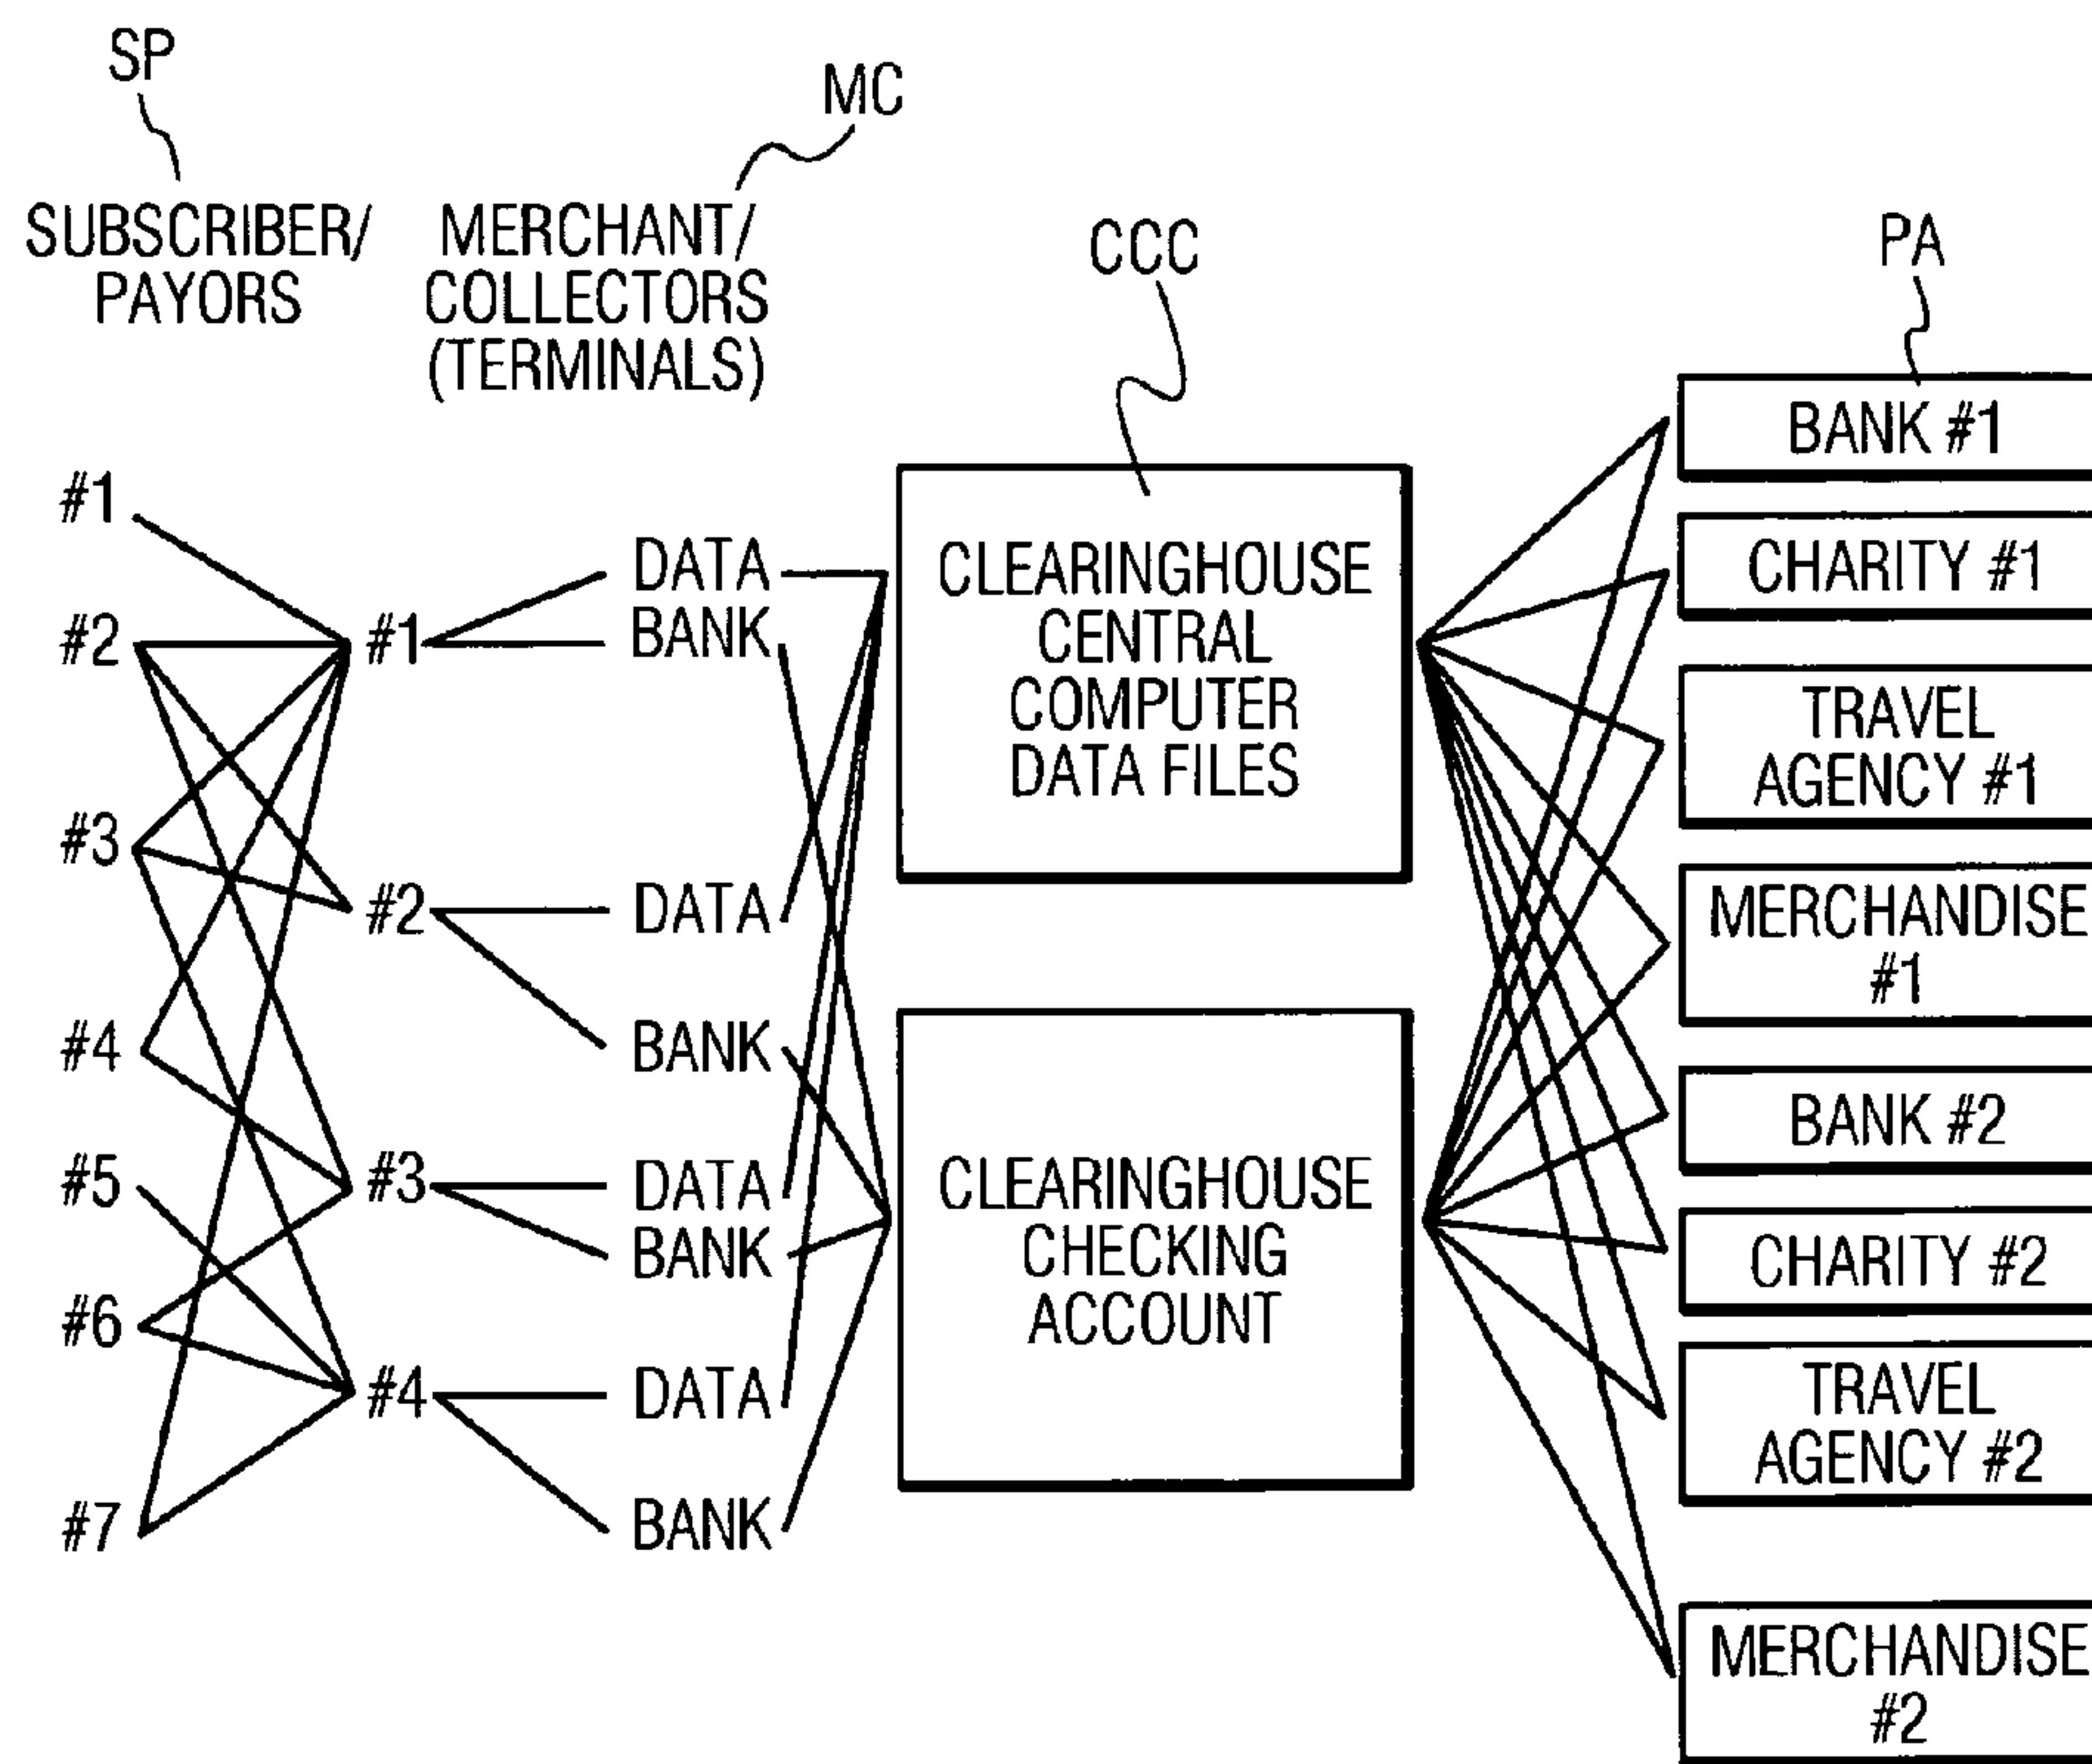 SP
MC
SUBSCRIBER/
PAYORS
MERCHANT/
COLLECTORS
(TERMINALS)
CCC
PA
#1
#2
#3
#4
#5
#6
#7
#1
#2
#3
#4
DATA
BANK
DATA
BANK
DATA
BANK
DATA
BANK
CLEARINGHOUSE
CENTRAL
COMPUTER
DATA FILES
CLEARINGHOUSE
CHECKING
ACCOUNT
BANK #1
CHARITY #1
TRAVEL
AGENCY #1
MERCHANDISE
#1
BANK #2
CHARITY #2
TRAVEL
AGENCY #2
MERCHANDISE
#2